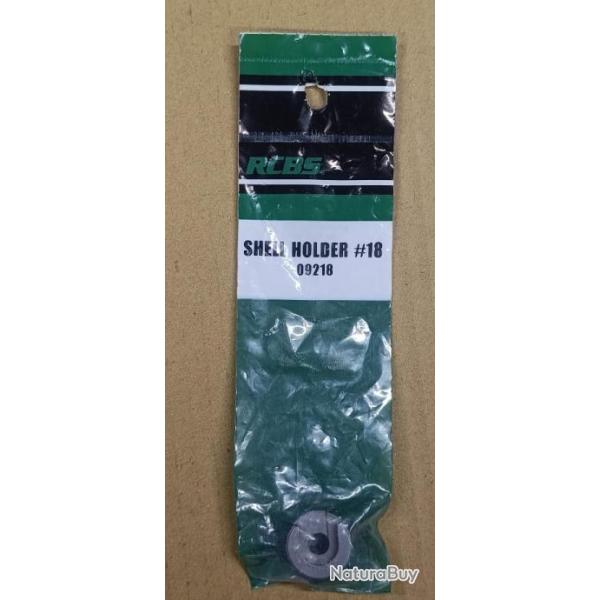 RCBS
SHELL HOLDER #18
09218
NaturaBuy